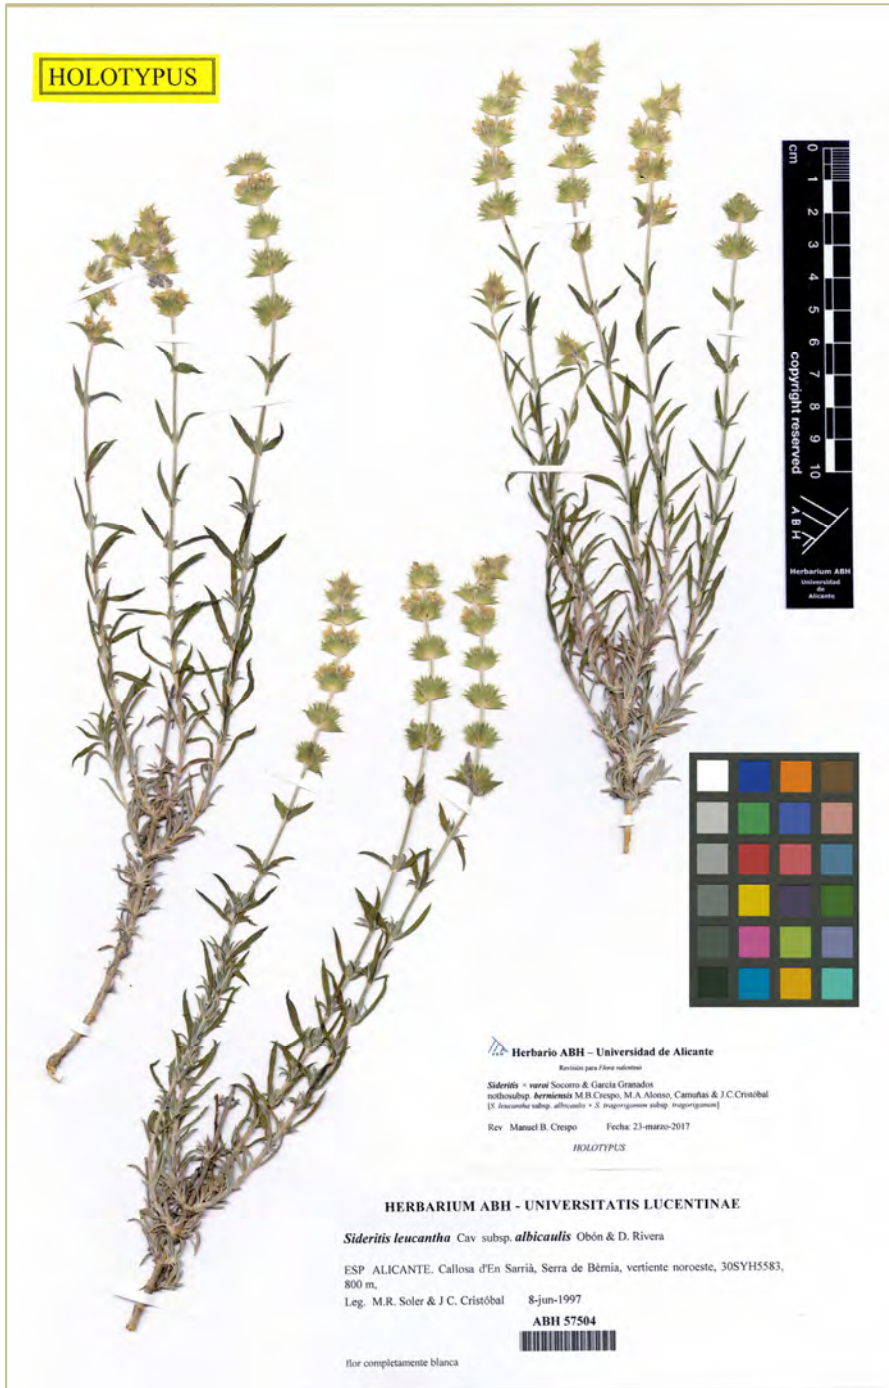 HOLOTYPUS
cm
0
1
2
3
4
5
6
7
8
9
10
copyright reserved
ABH
Herbarium ABH
Universidad
de
Alicante
Herbario ABH – Universidad de Alicante
Revisión para Flora valentina
Sideritis × varoi Socorro & García Granados
nothosubsp. berniensis M.B.Crespo, M.A.Alonso, Camuñas & J.C.Cristóbal
[S. leucantha subsp. albicaulis × S. tragoriganum subsp. tragoriganum]
Rev Manuel B. Crespo Fecha: 23-marzo-2017
HOLOTYPUS
HERBARIUM ABH - UNIVERSITATIS LUCENTINAE
Sideritis leucantha Cav subsp. albicaulis Obón & D. Rivera
ESP ALICANTE. Callosa d'En Sarrià, Serra de Bèrnia, vertiente noroeste, 30SYH5583,
800 m,
Leg. M.R. Soler & J C. Cristóbal 8-jun-1997
ABH 57504
flor completamente blanca